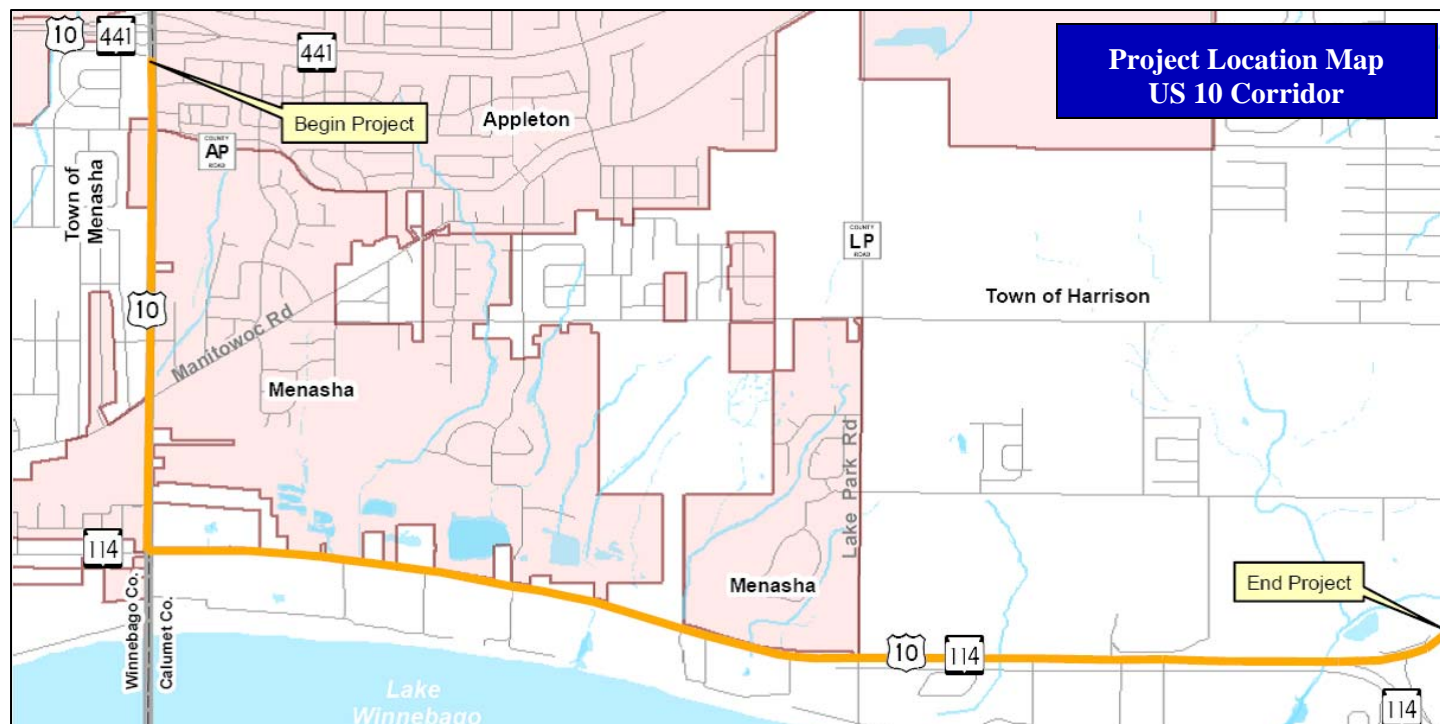 Project Location Map
US 10 Corridor
10
441
441
Begin Project
Appleton
COUNTY
AP
ROAD
Town of
Menasha
COUNTY
LP
ROAD
Town of Harrison
10
Manitowoc Rd
Menasha
Lake Park Rd
114
Menasha
End Project
Winnebago Co.
Calumet Co.
10
114
Lake
Winnebago
114